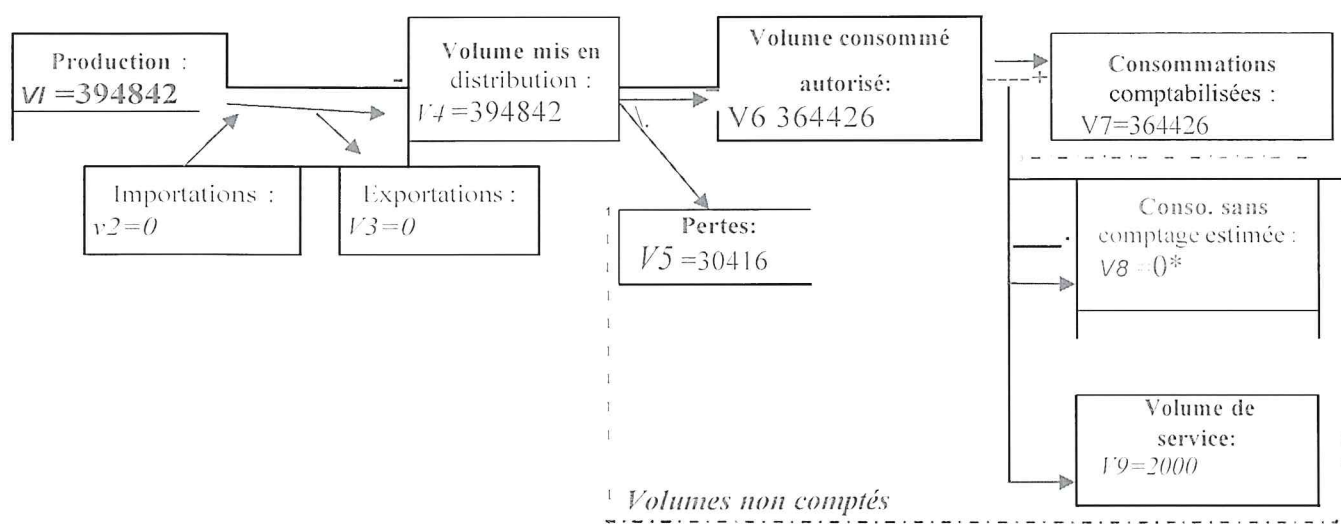 Production :
V1 =394842
Volume mis en
distribution :
V4=394842
Volume consommé
autorisé:
V6 364426
Consommations
comptabilisées :
V7=364426
Importations :
v2=0
Exportations :
V3=0
Pertes:
V5 =30416
Conso. sans
comptage estimée :
V8 =0*
Volume de
service:
V9=2000
Volumes non comptés